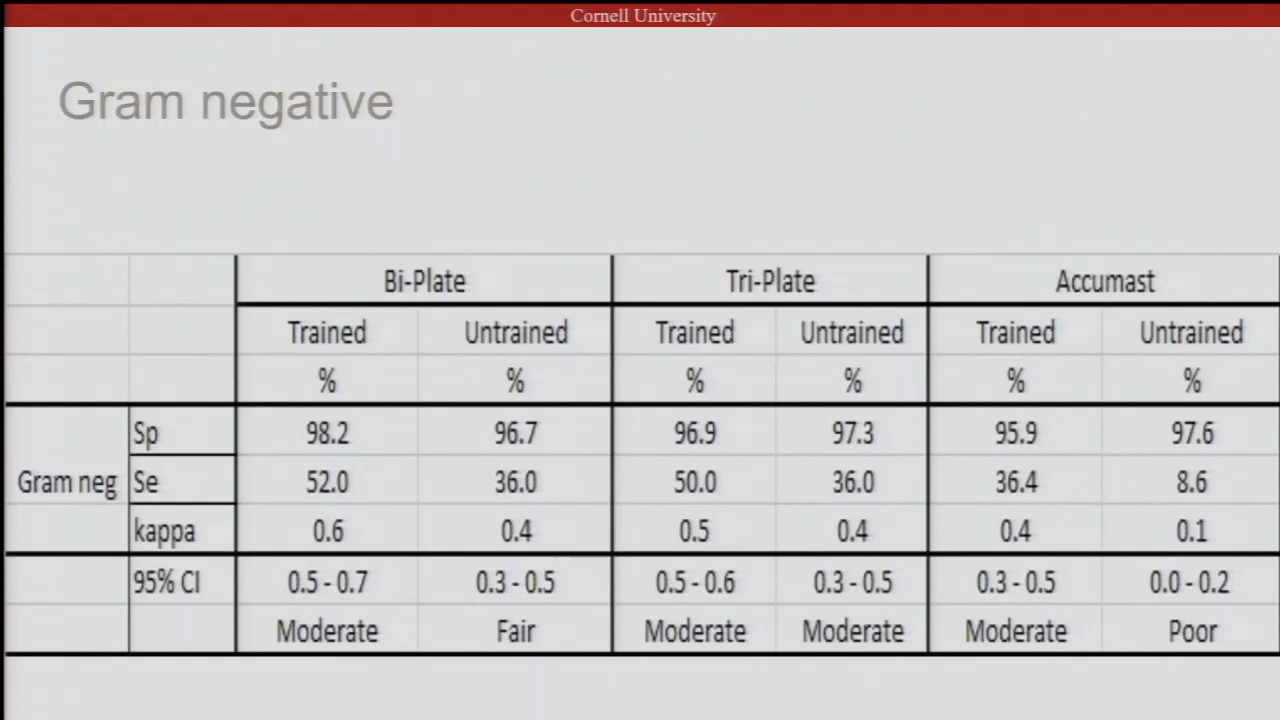 Cornell University
Gram negative
Bi-Plate Tri-Plate Accumast
Trained Untrained Trained Untrained Trained Untrained
% % % % % %
Sp 98.2 96.7 96.9 97.3 95.9 97.6
Gram neg Se 52.0 36.0 50.0 36.0 36.4 8.6
kappa 0.6 0.4 0.5 0.4 0.4 0.1
95% CI 0.5 - 0.7 0.3 - 0.5 0.5 - 0.6 0.3 - 0.5 0.3 - 0.5 0.0 - 0.2
Moderate Fair Moderate Moderate Moderate Poor